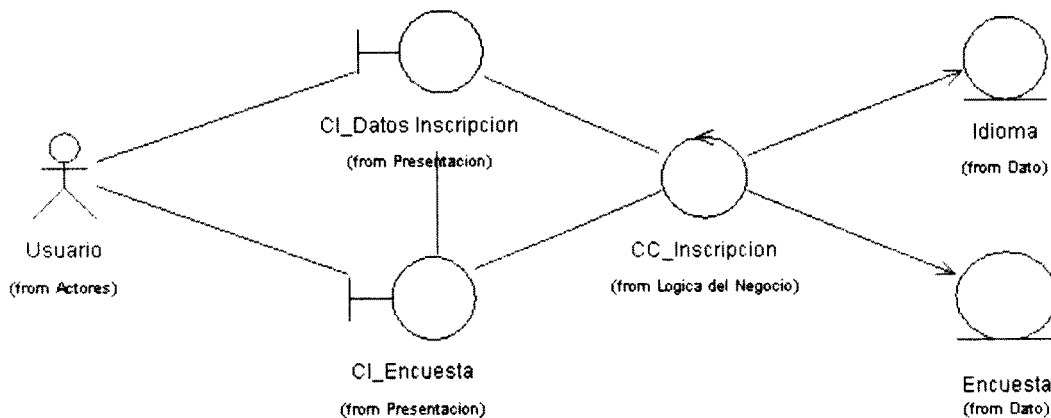 CI_Datos Inscripcion
(from Presentacion)
Idioma
(from Dato)
Usuario
(from Actores)
CC_Inscripcion
(from Logica del Negocio)
CI_Encuesta
(from Presentacion)
Encuesta
(from Dato)